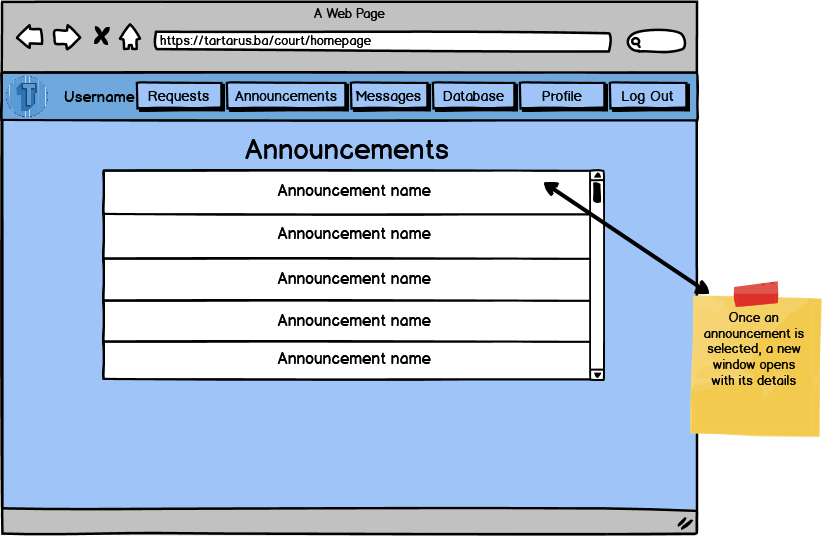 A Web Page
https://tartarus.ba/court/homepage
T
Username Requests Announcements Messages Database Profile Log Out
Announcements
Announcement name
Announcement name
Announcement name
Announcement name
Announcement name
Once an
announcement is
selected, a new
window opens
with its details